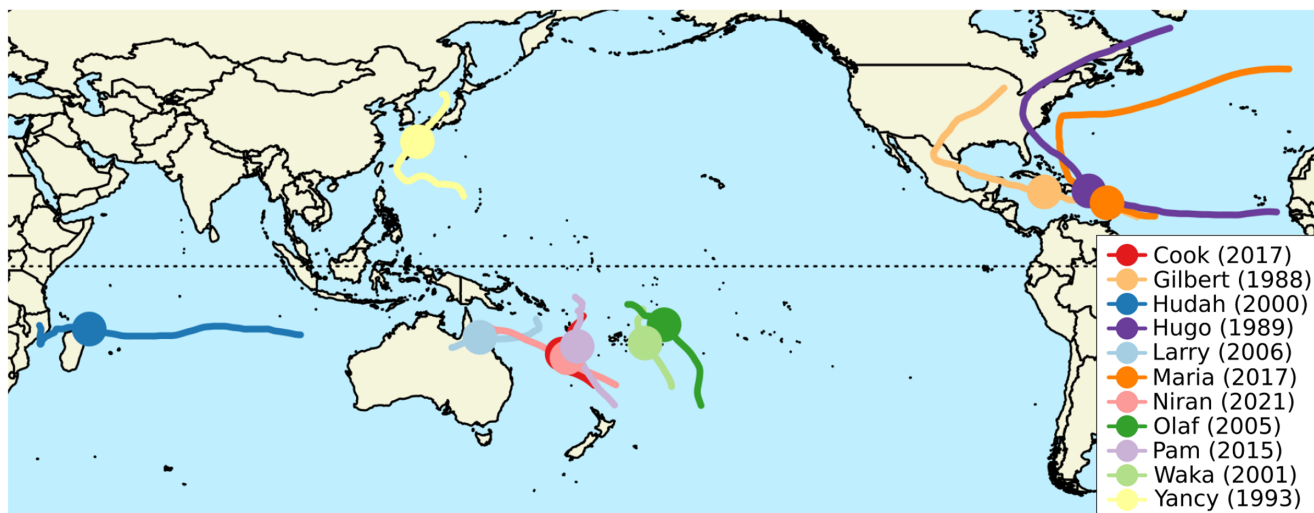 Cook (2017)
Gilbert (1988)
Hudah (2000)
Hugo (1989)
Larry (2006)
Maria (2017)
Niran (2021)
Olaf (2005)
Pam (2015)
Waka (2001)
Yancy (1993)